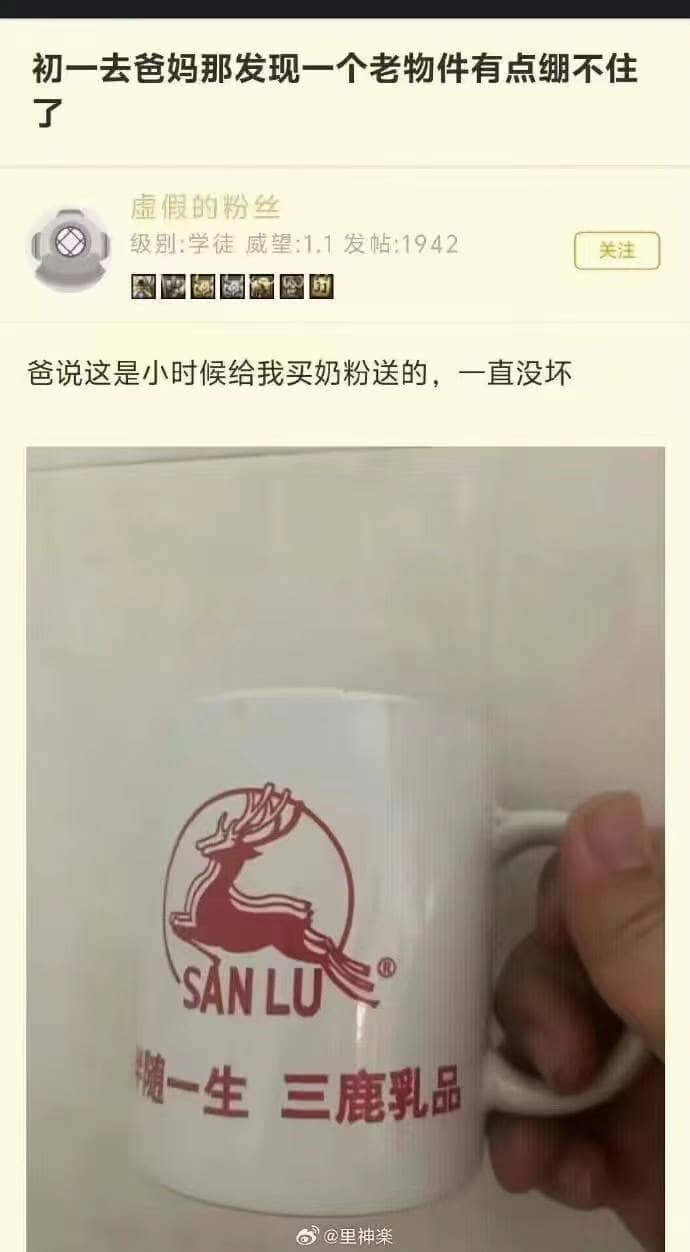 初一去爸妈那发现一个老物件有点绷不住
了
虚假的粉丝
级别:学徒 威望:1.1 发帖:1942
关注
爸说这是小时候给我买奶粉送的，一直没坏
SAN LU®
伴随一生 三鹿乳品
@里神楽